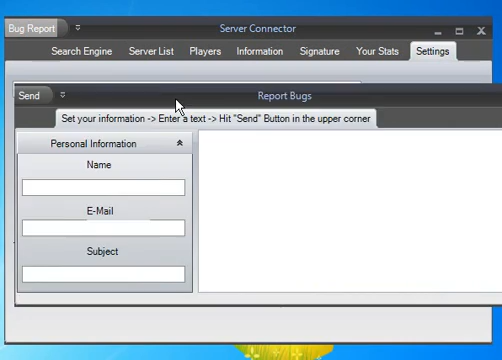 Bug Report
Server Connector
Search Engine Server List Players Information Signature Your Stats Settings
Send
Report Bugs
Set your information -> Enter a text -> Hit "Send" Button in the upper corner
Personal Information
Name
E-Mail
Subject